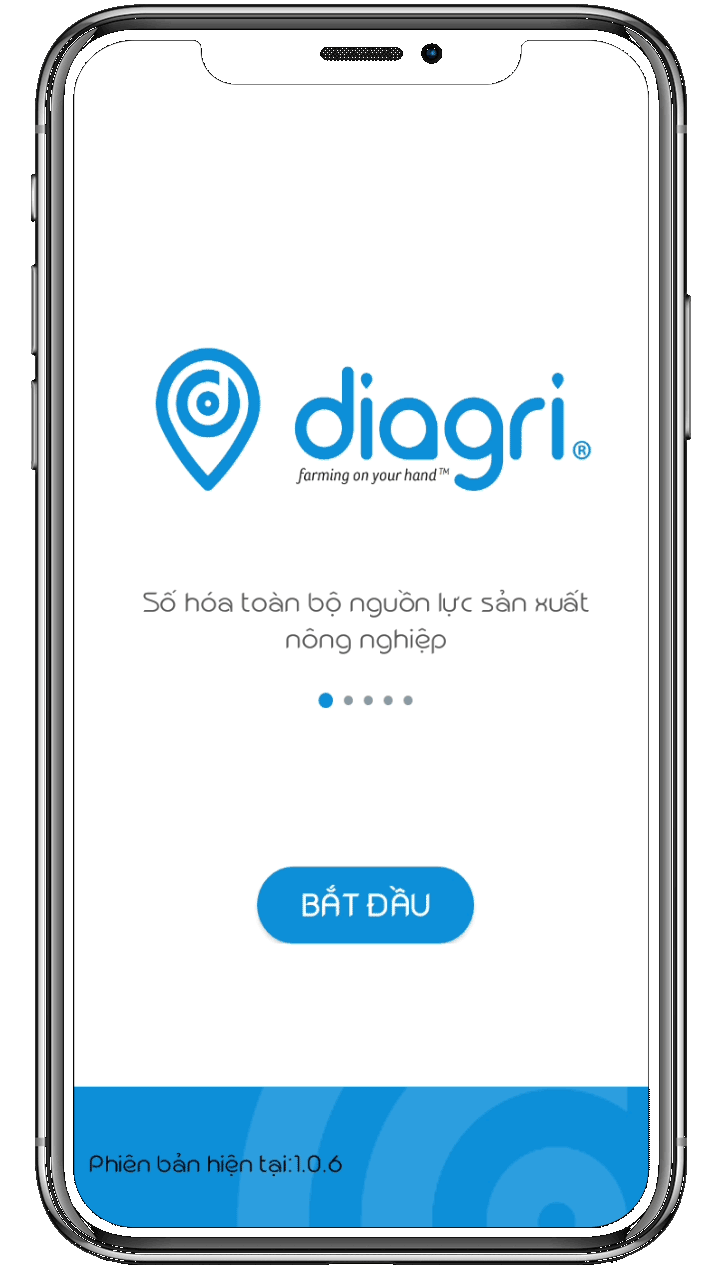 diagri®
farming on your hand™
Số hóa toàn bộ nguồn lực sản xuất
nông nghiệp
BẮT ĐẦU
Phiên bản hiện tại:1.0.6